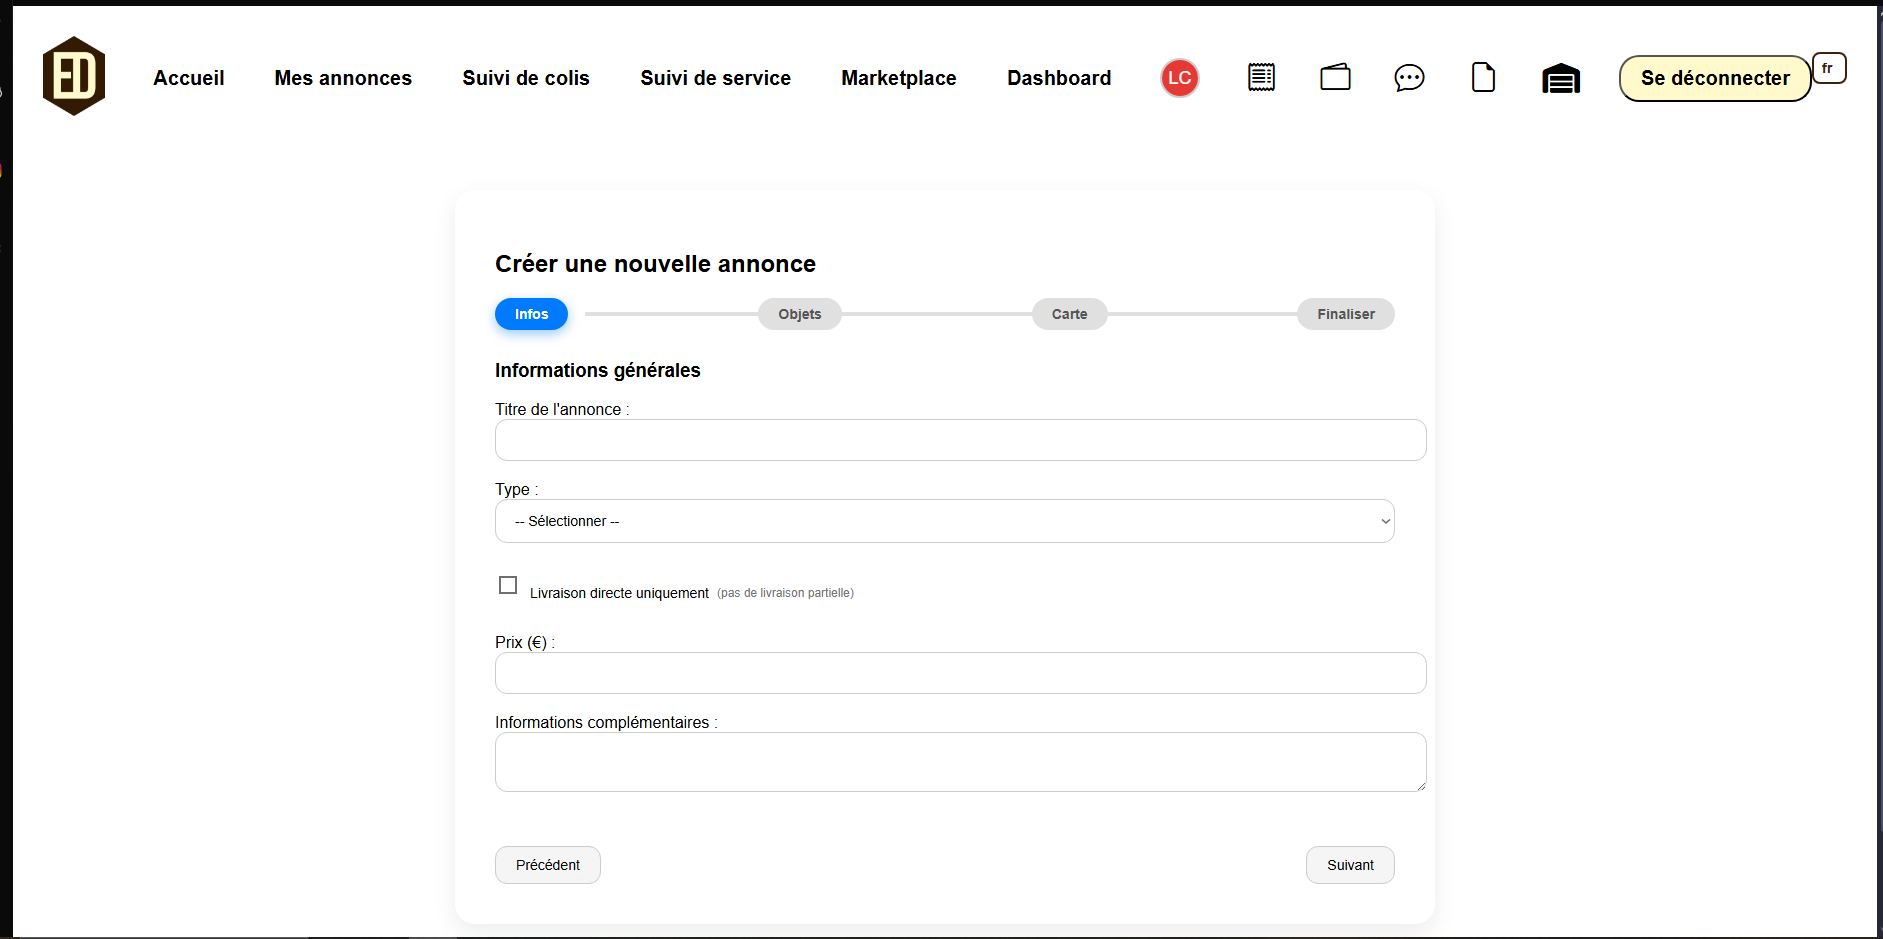 ED
Accueil Mes annonces Suivi de colis Suivi de service Marketplace Dashboard LC Se déconnecter fr
Créer une nouvelle annonce
Infos Objets Carte Finaliser
Informations générales
Titre de l'annonce :
Type :
-- Sélectionner --
Livraison directe uniquement (pas de livraison partielle)
Prix (€) :
Informations complémentaires :
Précédent Suivant